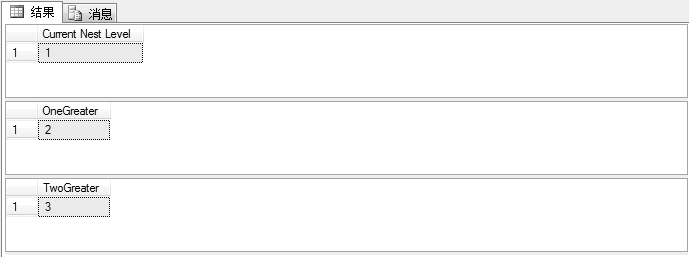 结果 消息
Current Nest Level
1 1
OneGreater
1 2
TwoGreater
1 3